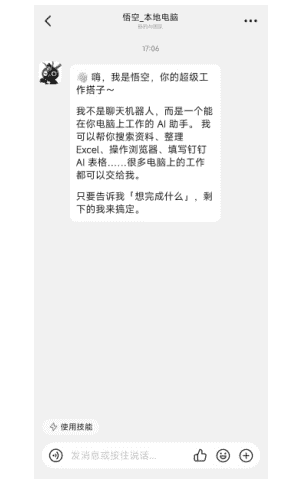 悟空_本地电脑
17:06
👋 嗨，我是悟空，你的超级工
作搭子～
我不是聊天机器人，而是一个能
在你电脑上工作的 AI 助手。 我
可以帮你搜索资料、整理
Excel、操作浏览器、填写钉钉
AI 表格……很多电脑上的工作
都可以交给我。
只要告诉我「想完成什么」，剩
下的我来搞定。
使用技能
发消息或按住说话...